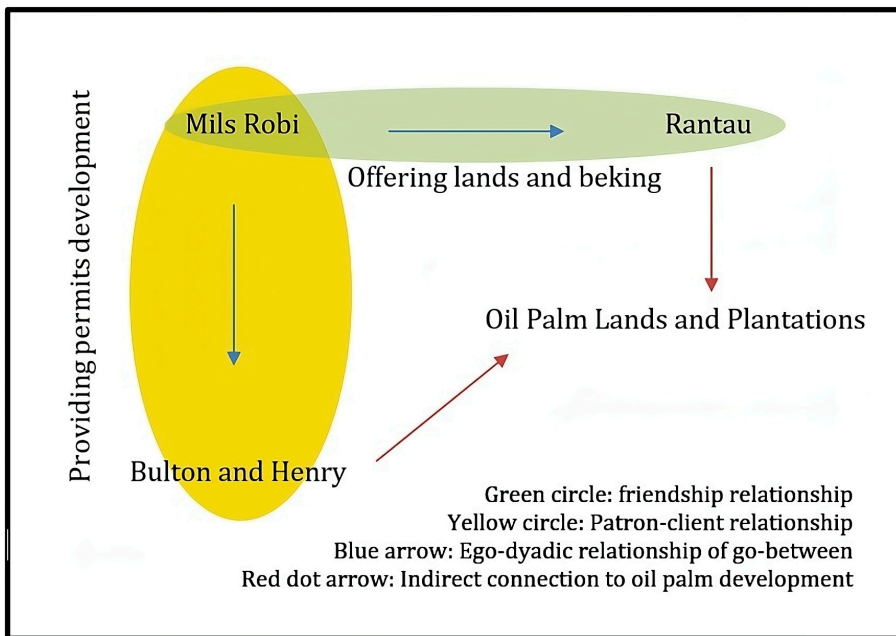 Providing permits development
Mils Robi
Rantau
Offering lands and beking
Oil Palm Lands and Plantations
Bulton and Henry
Green circle: friendship relationship
Yellow circle: Patron-client relationship
Blue arrow: Ego-dyadic relationship of go-between
Red dot arrow: Indirect connection to oil palm development